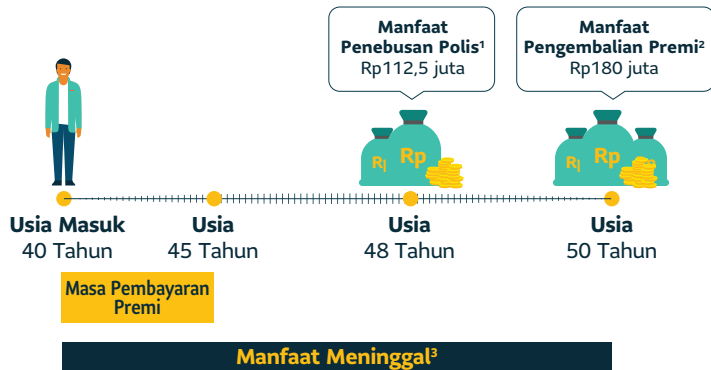 Manfaat
Penebusan Polis¹
Rp112,5 juta
Manfaat
Pengembalian Premi²
Rp180 juta
Rp
Rp
Usia Masuk
40 Tahun
Usia
45 Tahun
Usia
48 Tahun
Usia
50 Tahun
Masa Pembayaran
Premi
Manfaat Meninggal³